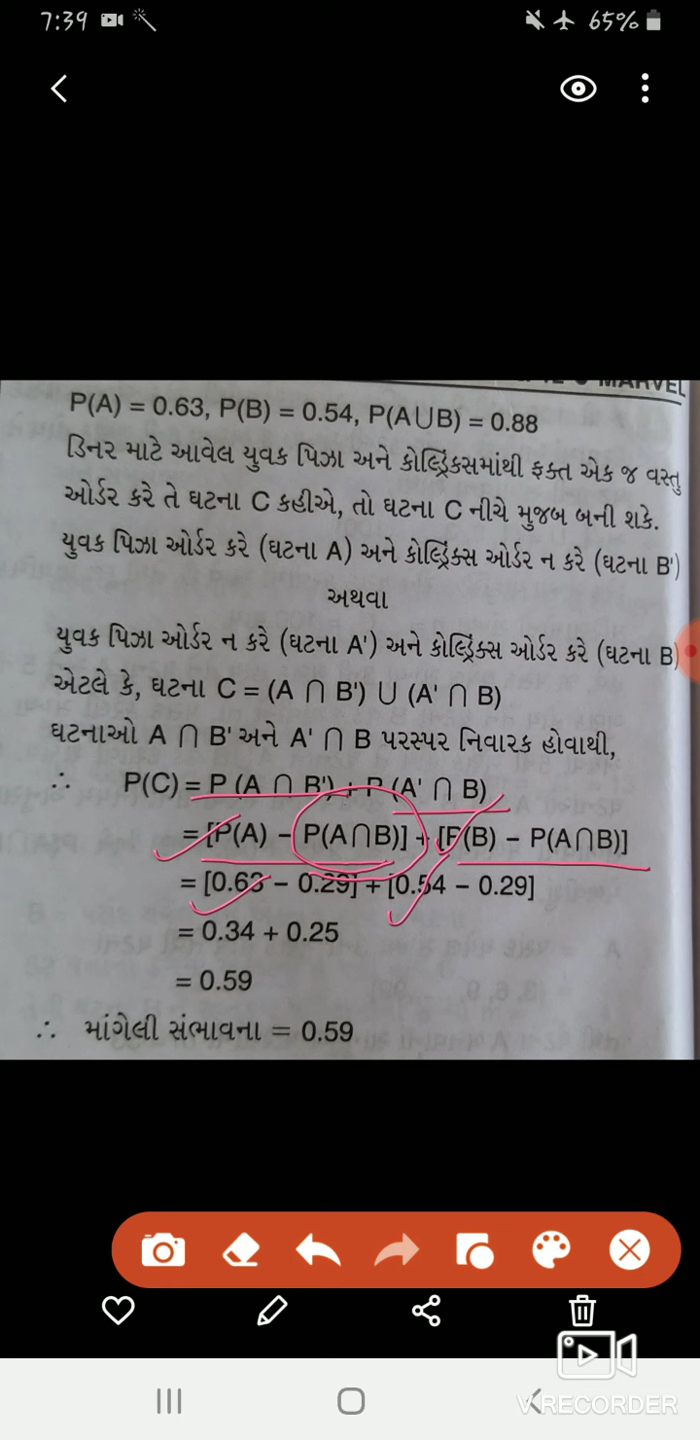 7:39
65%
MARVEL
P(A) = 0.63, P(B) = 0.54, P(A∪B) = 0.88
ડિનર માટે આવેલ યુવક પિઝા અને કોલ્ડ્રિંકસમાંથી ફક્ત એક જ વસ્તુ
ઓર્ડર કરે તે ઘટના C કહીએ, તો ઘટના C નીચે મુજબ બની શકે.
યુવક પિઝા ઓર્ડર કરે (ઘટના A) અને કોલ્ડ્રિંક્સ ઓર્ડર ન કરે (ઘટના B')
અથવા
યુવક પિઝા ઓર્ડર ન કરે (ઘટના A') અને કોલ્ડ્રિંક્સ ઓર્ડર કરે (ઘટના B)
એટલે કે, ઘટના C = (A ∩ B') ∪ (A' ∩ B)
ઘટનાઓ A ∩ B' અને A' ∩ B પરસ્પર નિવારક હોવાથી,
∴ P(C) = P (A ∩ B') + P (A' ∩ B)
= [P(A) − P(A∩B)] + [P(B) − P(A∩B)]
= [0.63 − 0.29] + [0.54 − 0.29]
= 0.34 + 0.25
= 0.59
∴ માંગેલી સંભાવના = 0.59
V RECORDER